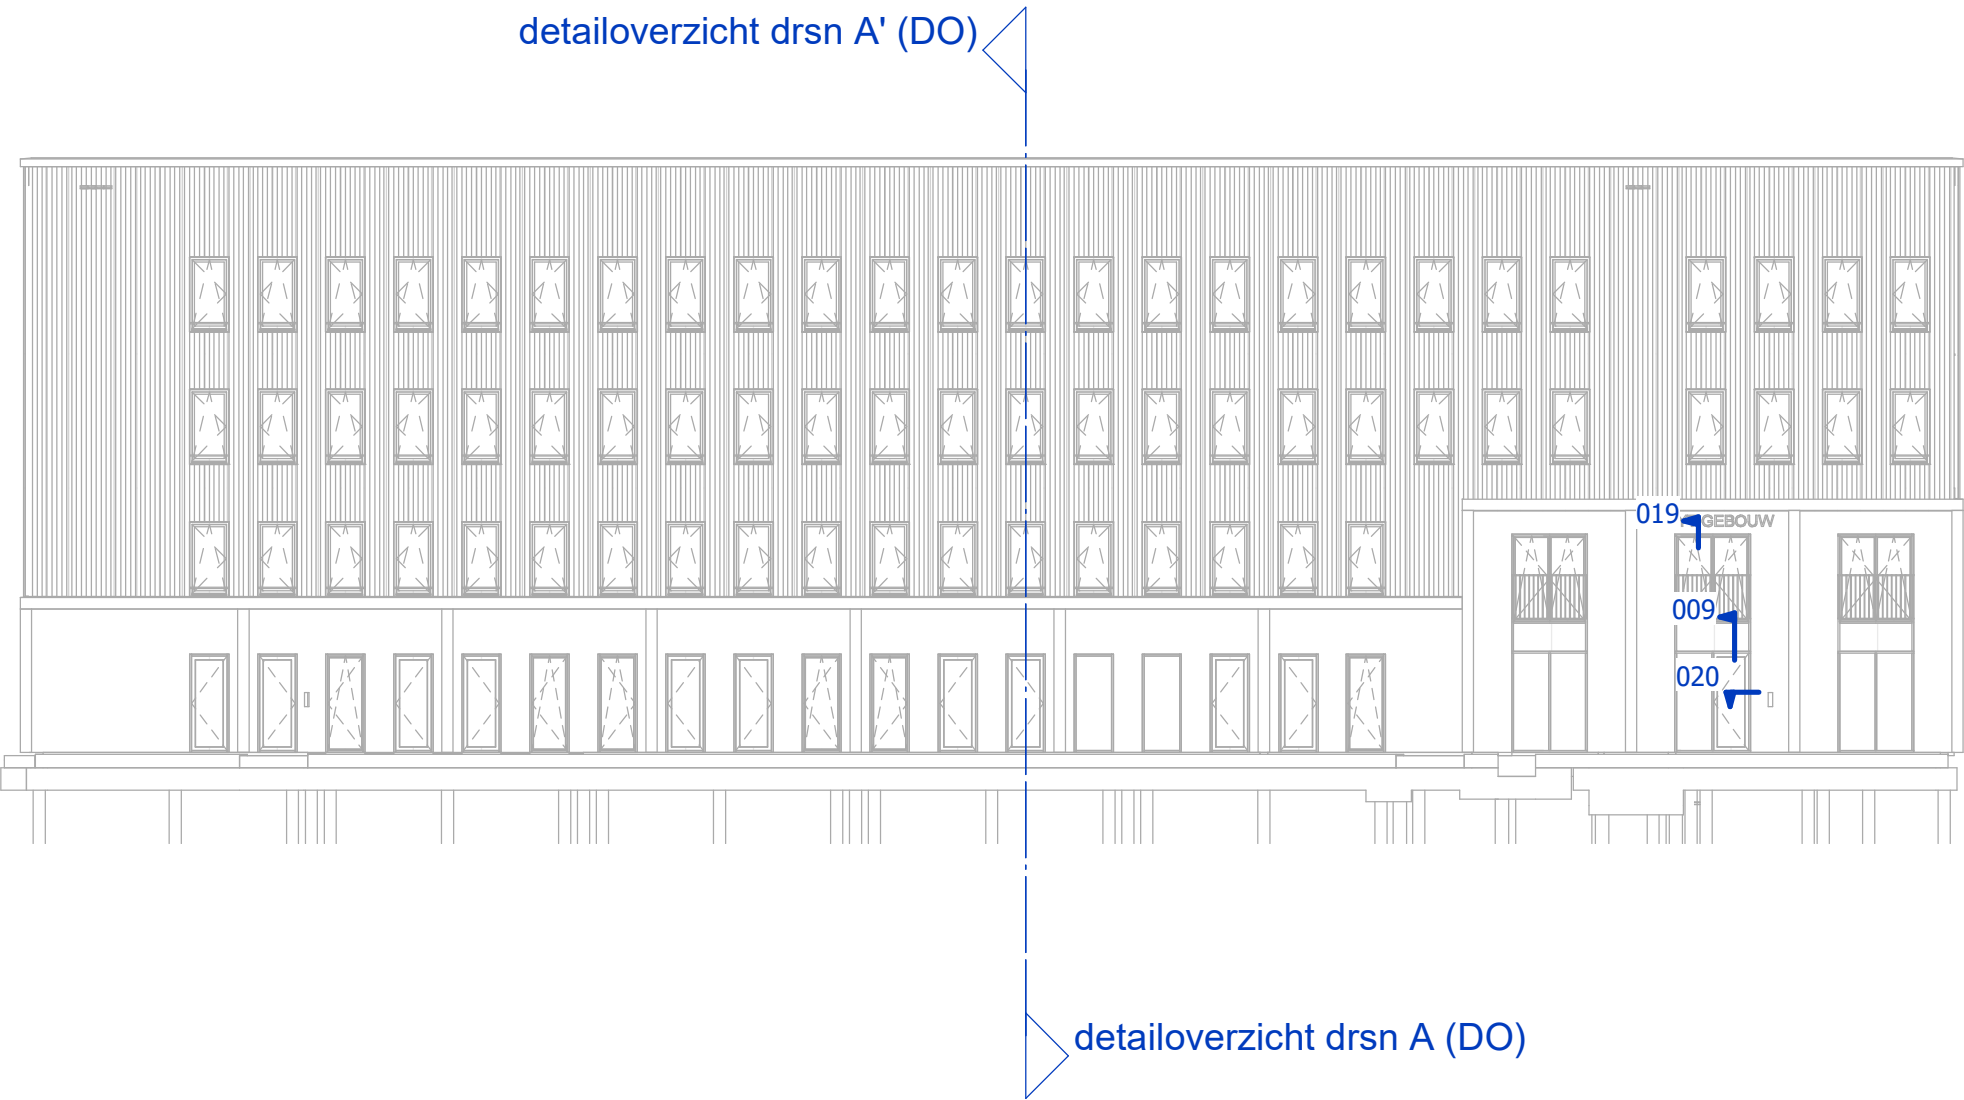 detailoverzicht drsn A' (DO)
019
GEBOUW
009
020
detailoverzicht drsn A (DO)